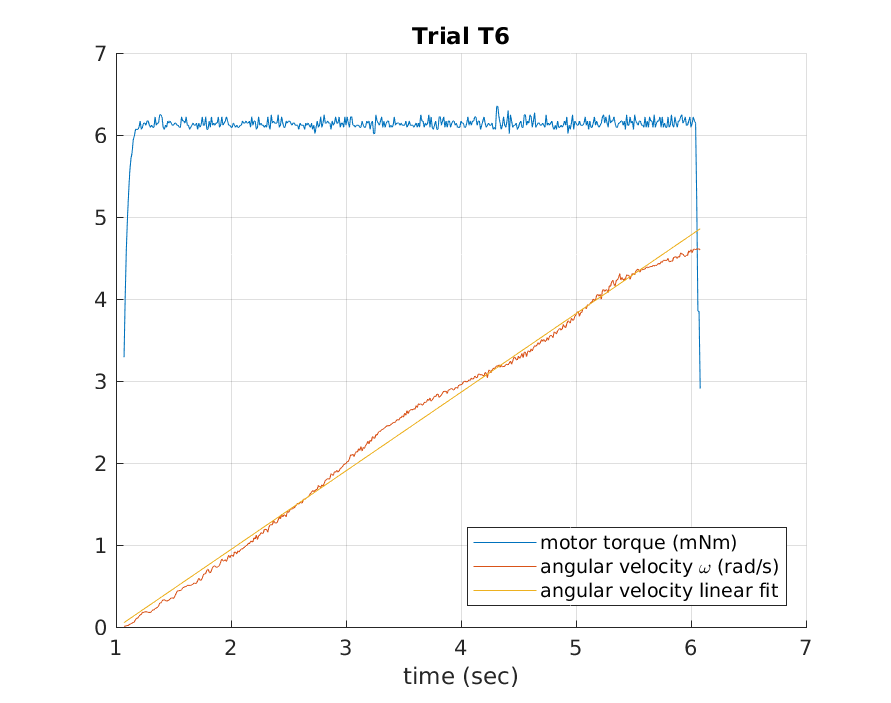 Trial T6
7
6
5
4
3
2
1
0
1 2 3 4 5 6 7
time (sec)
motor torque (mNm)
angular velocity ω (rad/s)
angular velocity linear fit